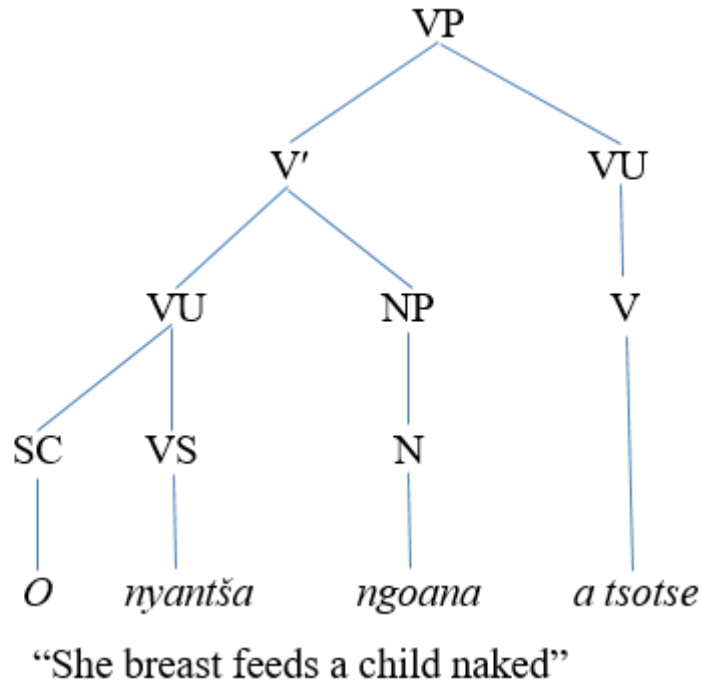 VP
V′ VU
VU NP V
SC VS N
O nyantša ngoana a tsotse
“She breast feeds a child naked”